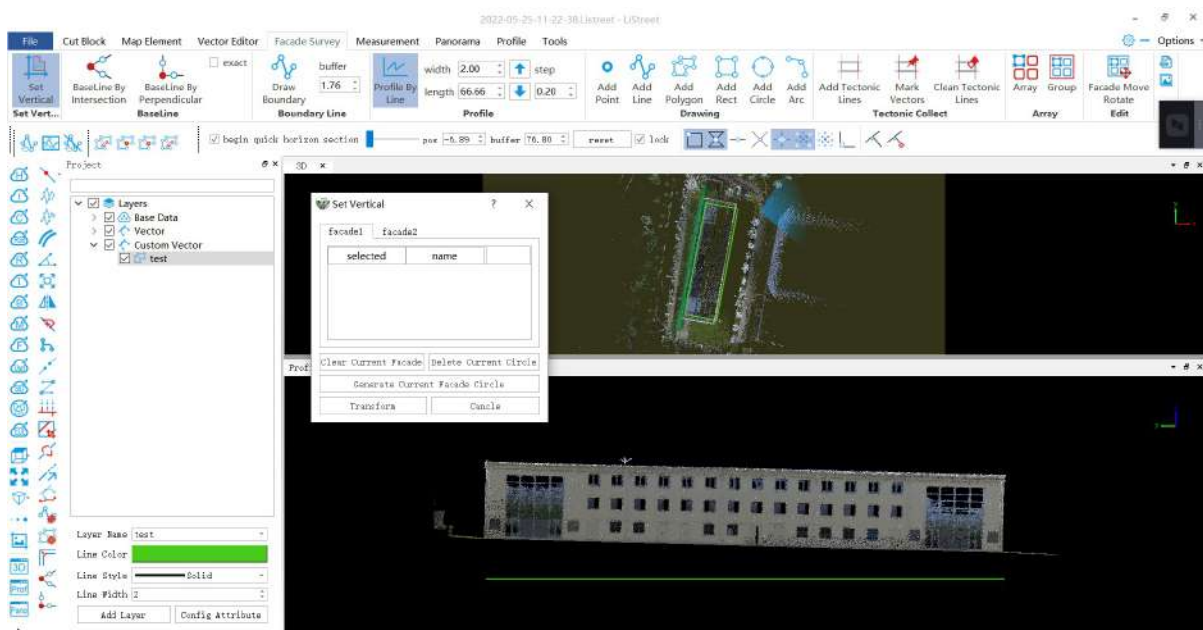 2022-05-25-11-22-38.Listreet - LiStreet
File Cut Block Map Element Vector Editor Facade Survey Measurement Panorama Profile Tools Options
Set Vertical
BaseLine By Intersection
BaseLine By Perpendicular
exact
Draw Boundary
buffer
1.76
Profile By Line
width 2.00 step
length 66.66 0.20
Add Point
Add Line
Add Polygon
Add Rect
Add Circle
Add Arc
Add Tectonic Lines
Mark Vectors
Clean Tectonic Lines
Array
Group
Facade Move Rotate
Set Vert... BaseLine Boundary Line Profile Drawing Tectonic Collect Array Edit
begin quick horizon section pos -6.89 buffer 76.80 reset lock
Project
3D
Layers
Base Data
Vector
Custom Vector
test
Set Vertical
facade1 facade2
selected name
Clear Current Facade Delete Current Circle
Generate Current Facade Circle
Transform Cancle
Prof
Layer Name test
Line Color
Line Style Solid
Line Width 2
Add Layer Config Attribute
3D
Prof
Pano